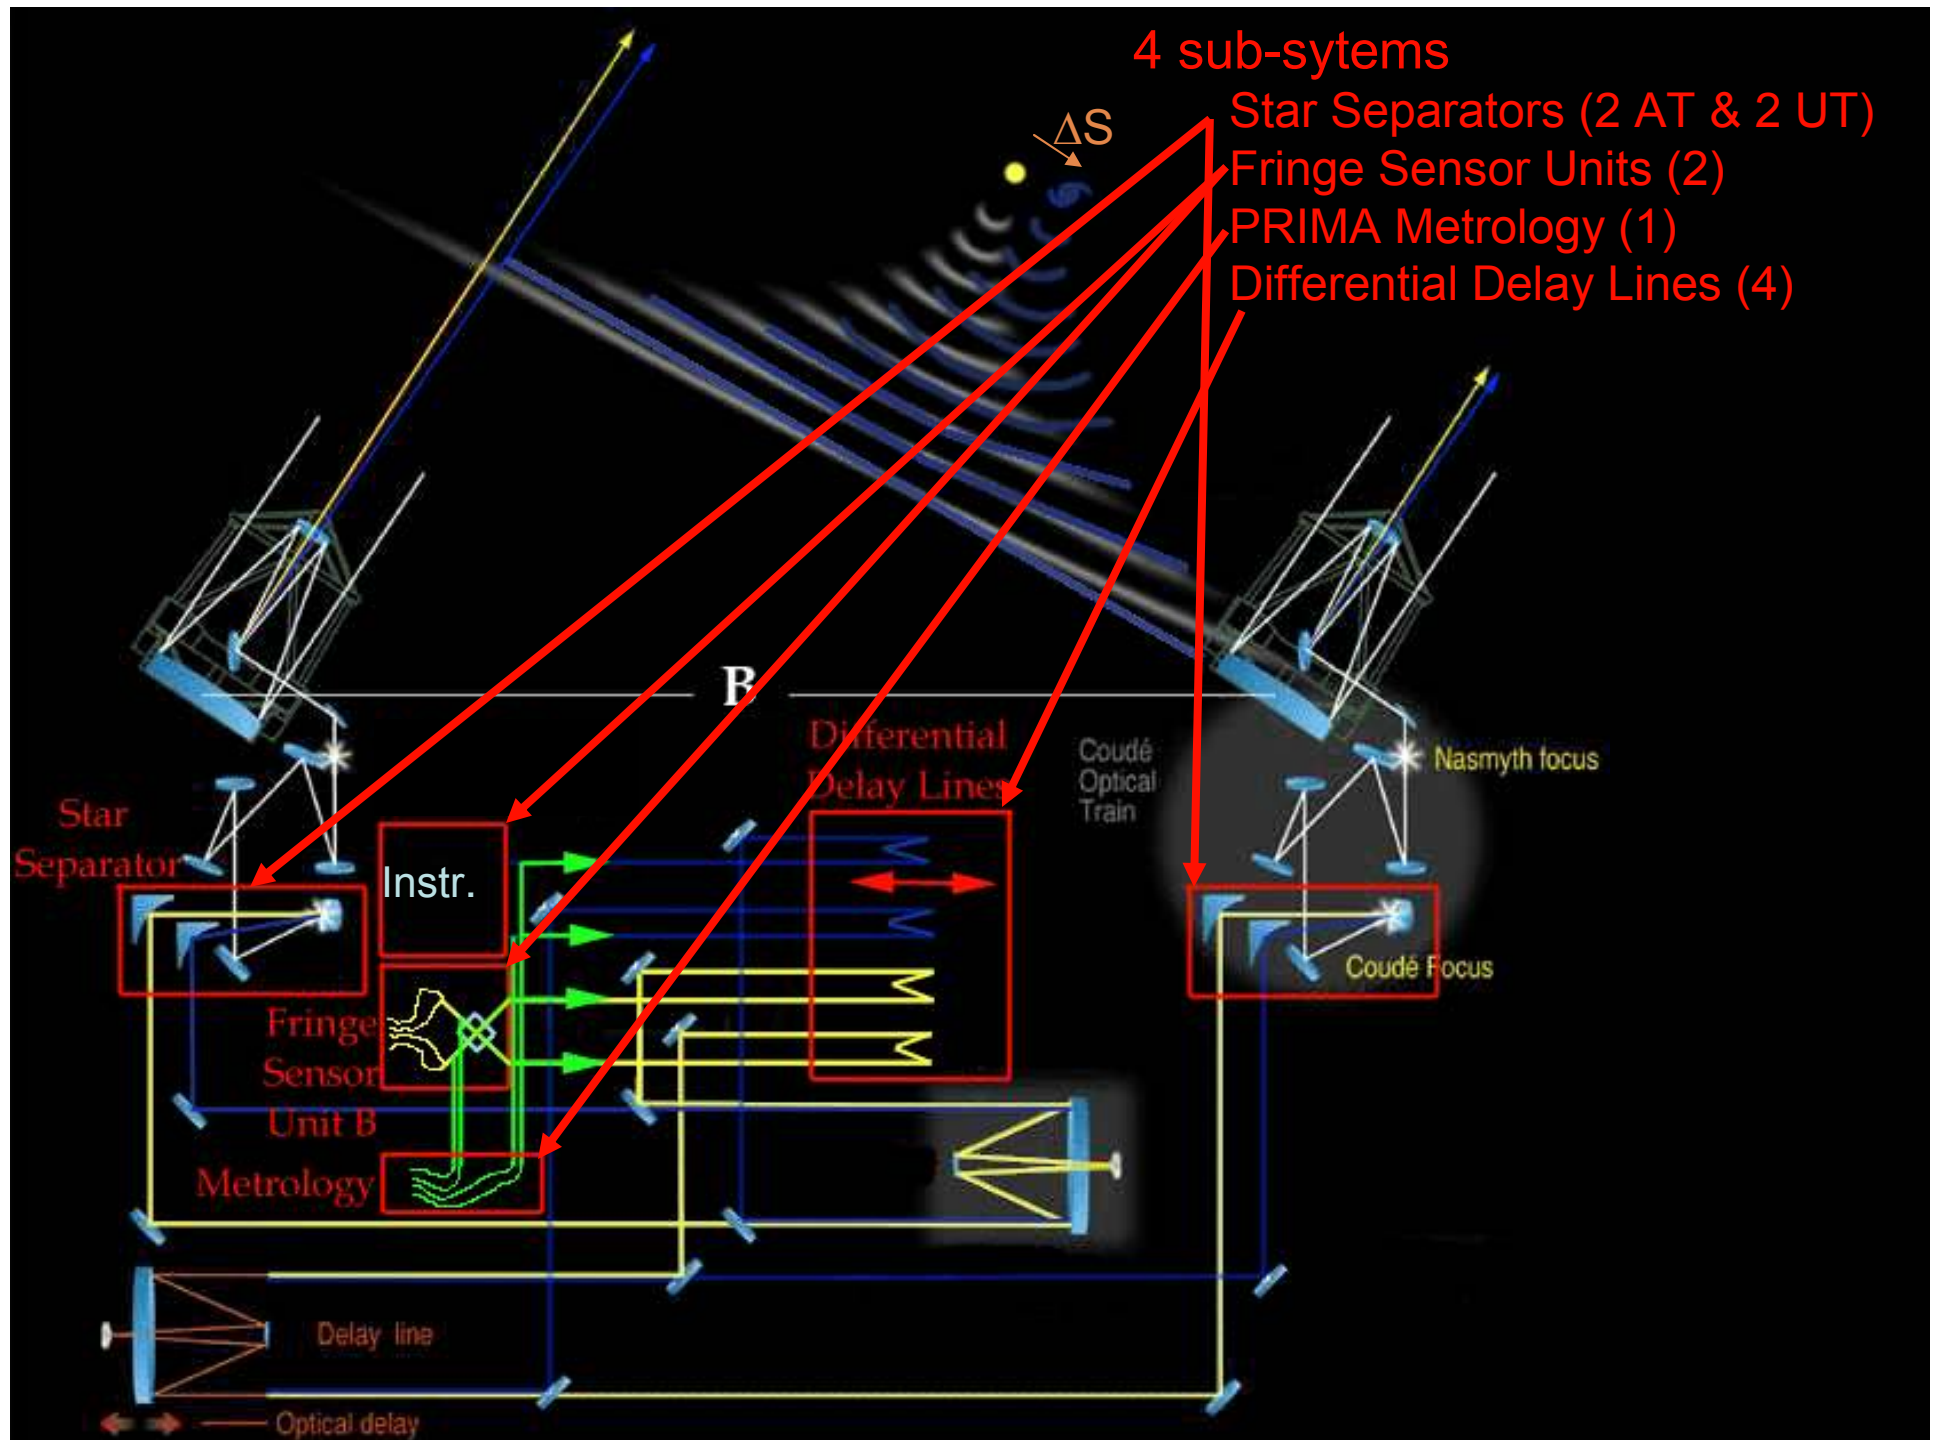 4 sub-sytems
Star Separators (2 AT & 2 UT)
Fringe Sensor Units (2)
PRIMA Metrology (1)
Differential Delay Lines (4)
ΔS
B
Differential
Delay Lines
Coudé
Optical
Train
Nasmyth focus
Star
Separator
Instr.
Coudé Focus
Fringe
Sensor
Unit B
Metrology
Delay line
Optical delay